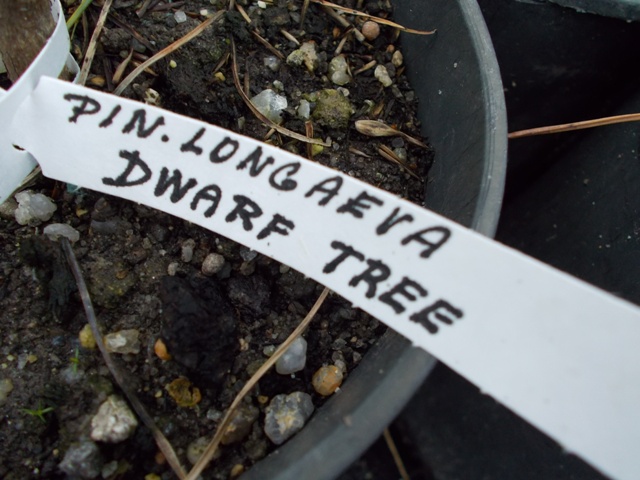 PIN. LONGAEVA
DWARF TREE